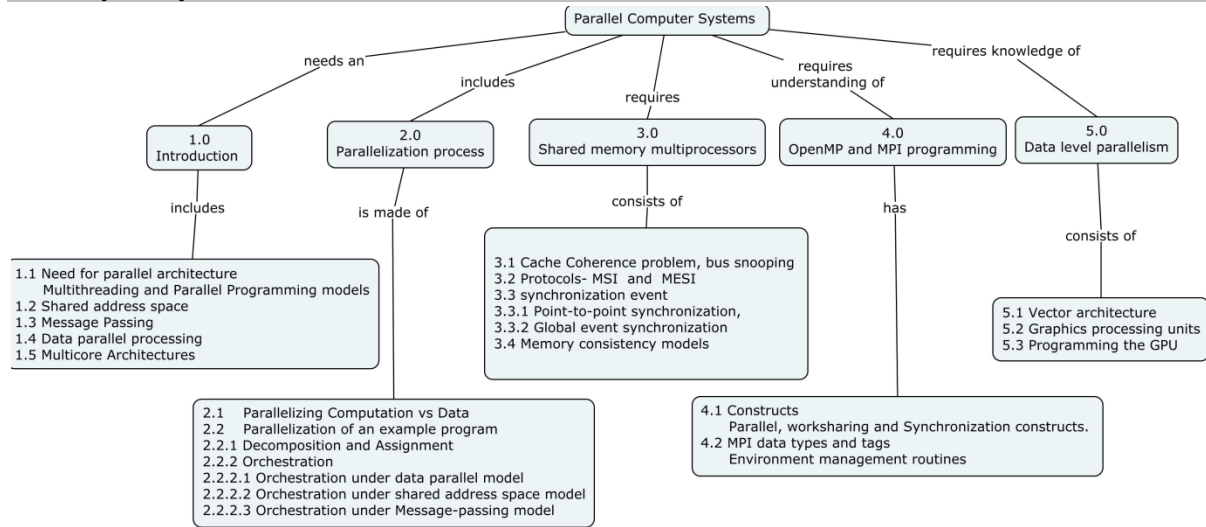 Parallel Computer Systems
needs an
includes
requires
requires
understanding of
requires knowledge of
1.0
Introduction
2.0
Parallelization process
3.0
Shared memory multiprocessors
4.0
OpenMP and MPI programming
5.0
Data level parallelism
includes
is made of
consists of
has
consists of
1.1 Need for parallel architecture
Multithreading and Parallel Programming models
1.2 Shared address space
1.3 Message Passing
1.4 Data parallel processing
1.5 Multicore Architectures
2.1 Parallelizing Computation vs Data
2.2 Parallelization of an example program
2.2.1 Decomposition and Assignment
2.2.2 Orchestration
2.2.2.1 Orchestration under data parallel model
2.2.2.2 Orchestration under shared address space model
2.2.2.3 Orchestration under Message-passing model
3.1 Cache Coherence problem, bus snooping
3.2 Protocols- MSI and MESI
3.3 synchronization event
3.3.1 Point-to-point synchronization,
3.3.2 Global event synchronization
3.4 Memory consistency models
4.1 Constructs
Parallel, worksharing and Synchronization constructs.
4.2 MPI data types and tags
Environment management routines
5.1 Vector architecture
5.2 Graphics processing units
5.3 Programming the GPU